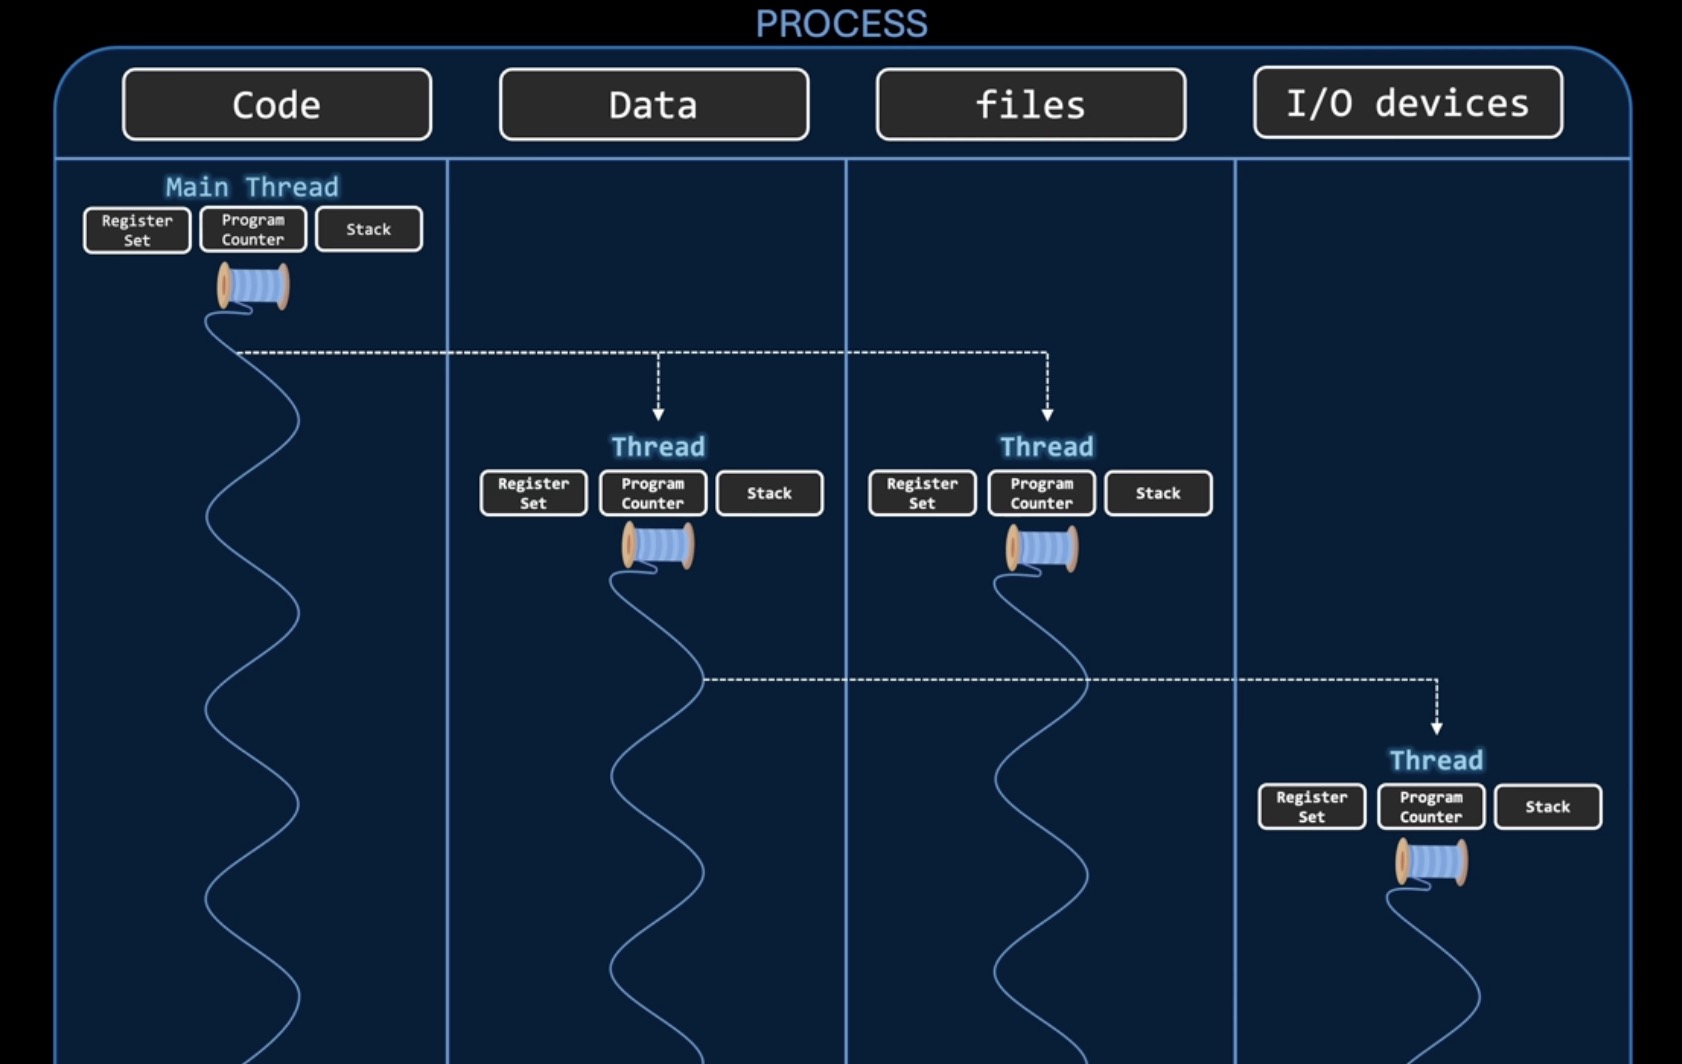 PROCESS
Code
Data
files
I/O devices
Main Thread
Register
Set
Program
Counter
Stack
Thread
Register
Set
Program
Counter
Stack
Thread
Register
Set
Program
Counter
Stack
Thread
Register
Set
Program
Counter
Stack